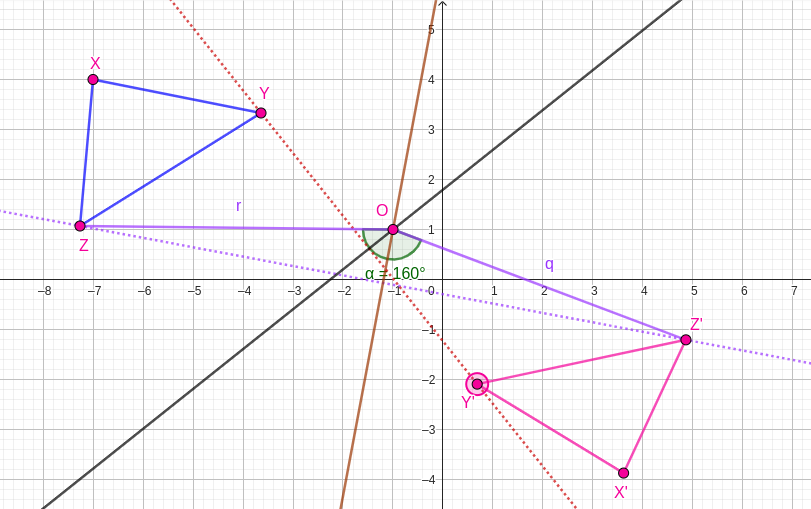 5
X
4
Y
3
2
r
O
1
Z
q
α = 160°
–8 –7 –6 –5 –4 –3 –2 –1 0 1 2 3 4 5 6 7
Z'
–1
–2
Y'
–3
–4
X'